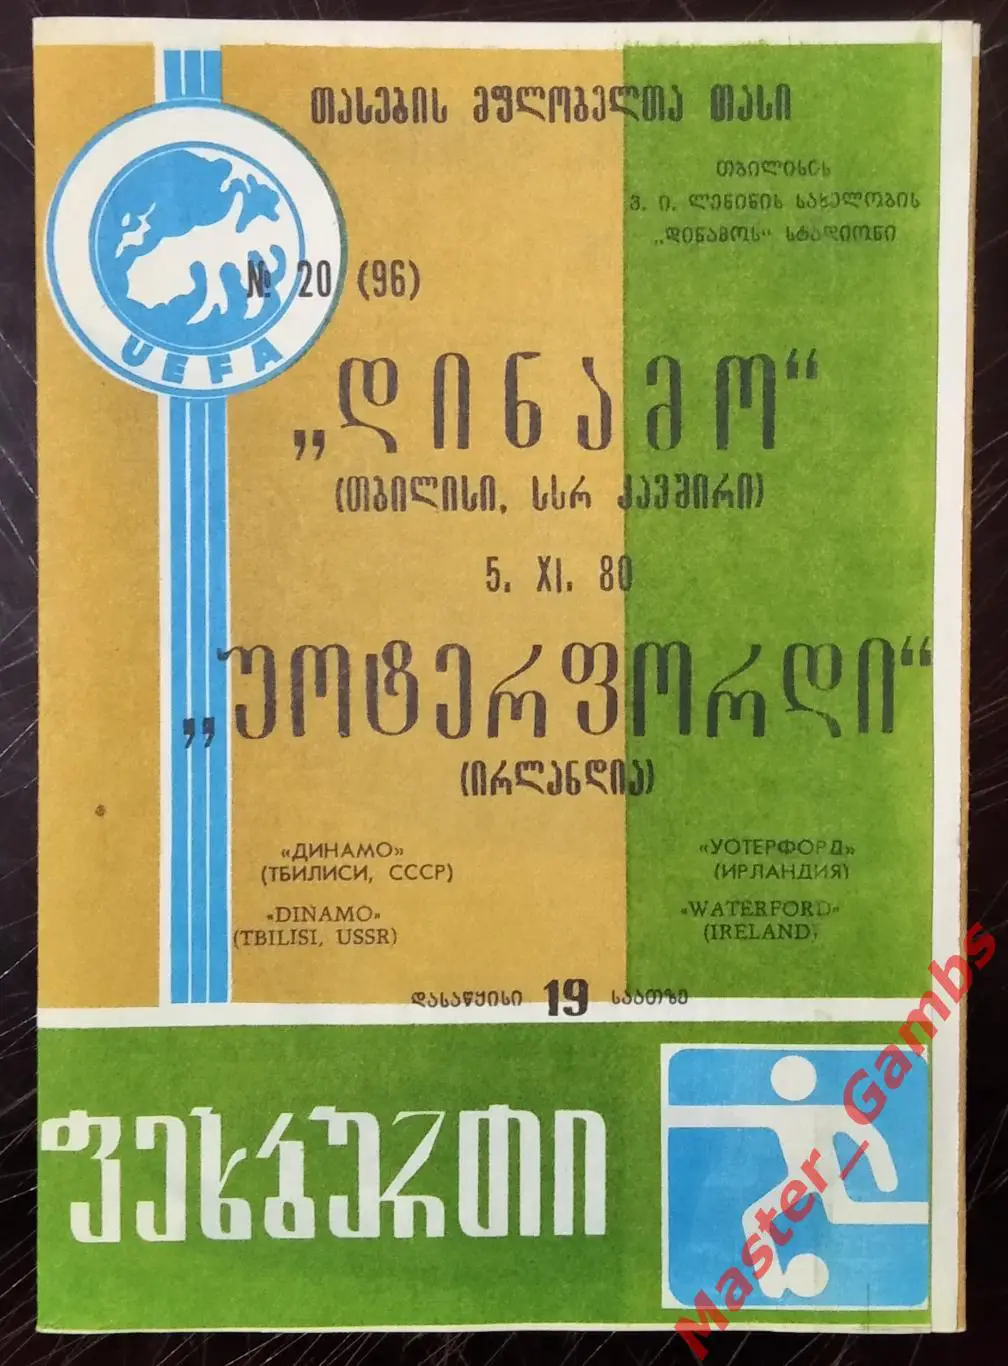 თასების მფლობელთა თასი
თბილისის
ვ. ი. ლენინის სახელობის
„დინამოს“ სტადიონი
UEFA
№ 20 (96)
„დინამო“
(თბილისი, სსრ კავშირი)
5. XI. 80
„უოტერფორდი“
(ირლანდია)
«ДИНАМО»
(ТБИЛИСИ, СССР)
«DINAMO»
(TBILISI, USSR)
«УОТЕРФОРД»
(ИРЛАНДИЯ)
«WATERFORD»
(IRELAND)
დასაწყისი 19 საათზე
ფეხბურთი
Master_Gambs